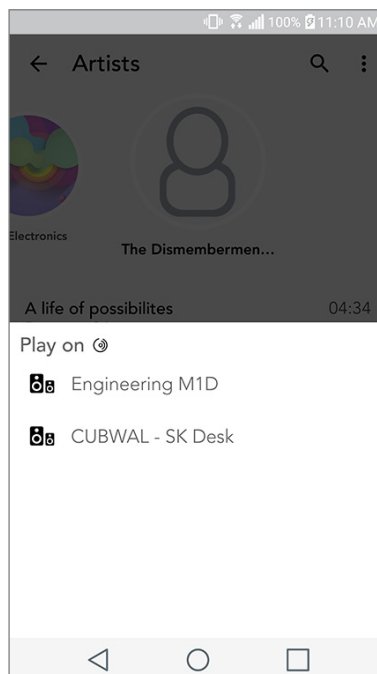 100% 11:10 AM
Artists
Electronics
The Dismembermen...
A life of possibilites
04:34
Play on
Engineering M1D
CUBWAL - SK Desk